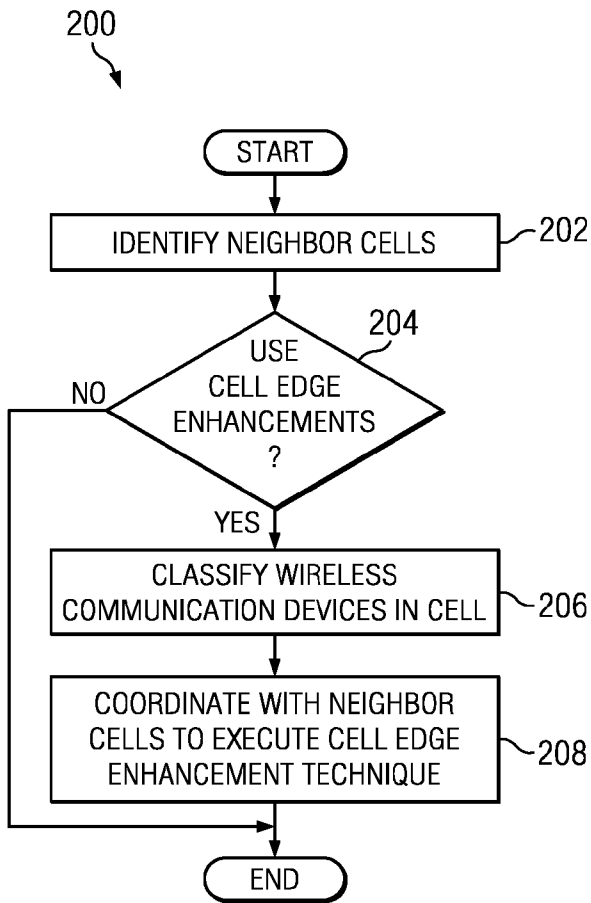 200
START
IDENTIFY NEIGHBOR CELLS
202
204
USE
CELL EDGE
ENHANCEMENTS
?
NO
YES
CLASSIFY WIRELESS
COMMUNICATION DEVICES IN CELL
206
COORDINATE WITH NEIGHBOR
CELLS TO EXECUTE CELL EDGE
ENHANCEMENT TECHNIQUE
208
END